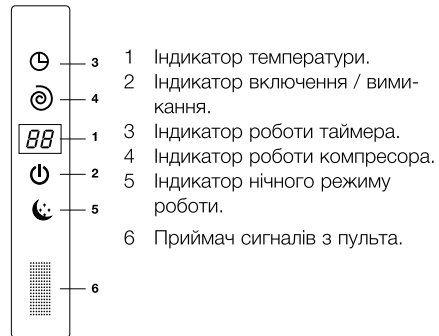 3
4
88
1
2
5
6
1 Індикатор температури.
2 Індикатор включення / вими-
кання.
3 Індикатор роботи таймера.
4 Індикатор роботи компресора.
5 Індикатор нічного режиму
роботи.
6 Приймач сигналів з пульта.